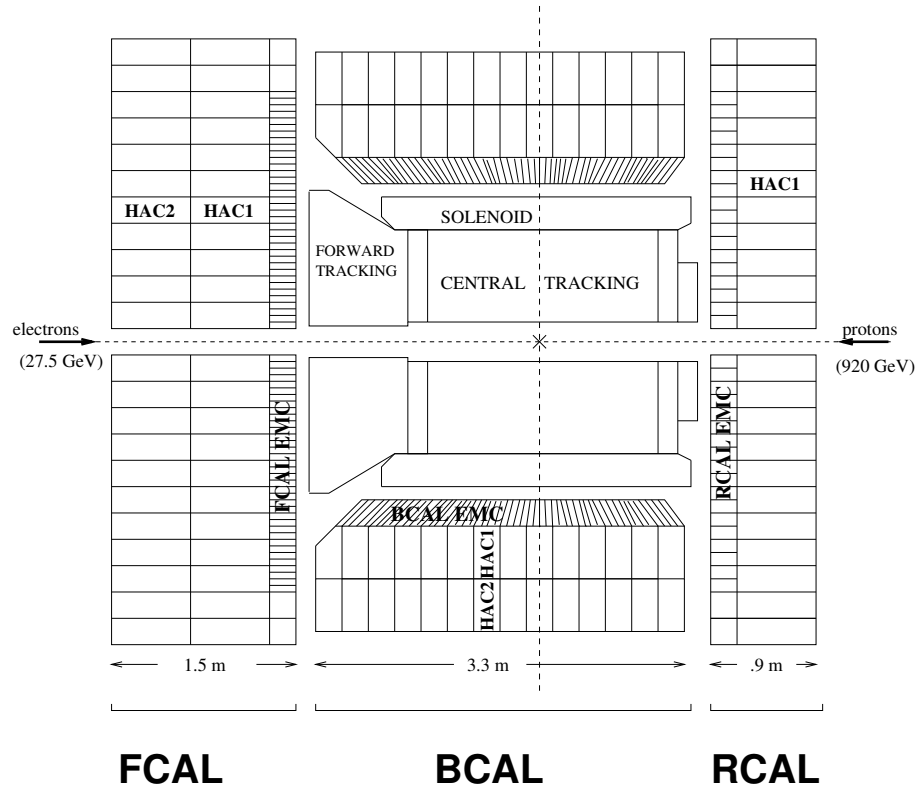 HAC2
HAC1
HAC1
SOLENOID
FORWARD
TRACKING
CENTRAL TRACKING
electrons
(27.5 GeV)
protons
(920 GeV)
FCAL EMC
RCAL EMC
BCAL EMC
HAC1
HAC2
1.5 m
3.3 m
.9 m
FCAL
BCAL
RCAL